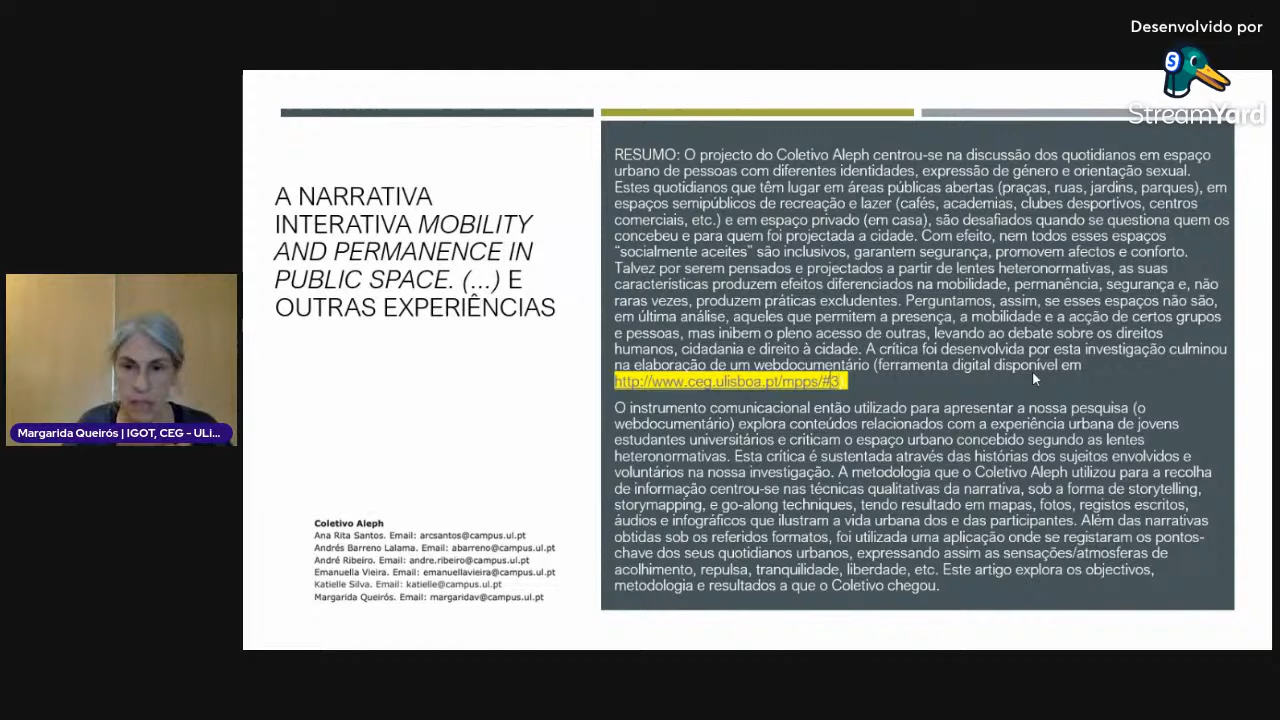 Desenvolvido por
StreamYard
A NARRATIVA
INTERATIVA MOBILITY
AND PERMANENCE IN
PUBLIC SPACE. (...) E
OUTRAS EXPERIÊNCIAS
Coletivo Aleph
Ana Rita Santos. Email: arcsantos@campus.ul.pt
Andrés Barreno Lalama. Email: abarreno@campus.ul.pt
André Ribeiro. Email: andre.ribeiro@campus.ul.pt
Emanuella Vieira. Email: emanuellavieira@campus.ul.pt
Katielle Silva. Email: katielle@campus.ul.pt
Margarida Queirós. Email: margaridav@campus.ul.pt
RESUMO: O projecto do Coletivo Aleph centrou-se na discussão dos quotidianos em espaço
urbano de pessoas com diferentes identidades, expressão de género e orientação sexual.
Estes quotidianos que têm lugar em áreas públicas abertas (praças, ruas, jardins, parques), em
espaços semipúblicos de recreação e lazer (cafés, academias, clubes desportivos, centros
comerciais, etc.) e em espaço privado (em casa), são desafiados quando se questiona quem os
concebeu e para quem foi projectada a cidade. Com efeito, nem todos esses espaços
“socialmente aceites” são inclusivos, garantem segurança, promovem afectos e conforto.
Talvez por serem pensados e projectados a partir de lentes heteronormativas, as suas
características produzem efeitos diferenciados na mobilidade, permanência, segurança e, não
raras vezes, produzem práticas excludentes. Perguntamos, assim, se esses espaços não são,
em última análise, aqueles que permitem a presença, a mobilidade e a acção de certos grupos
e pessoas, mas inibem o pleno acesso de outras, levando ao debate sobre os direitos
humanos, cidadania e direito à cidade. A crítica foi desenvolvida por esta investigação culminou
na elaboração de um webdocumentário (ferramenta digital disponível em
http://www.ceg.ulisboa.pt/mpps/#3).
O instrumento comunicacional então utilizado para apresentar a nossa pesquisa (o
webdocumentário) explora conteúdos relacionados com a experiência urbana de jovens
estudantes universitários e criticam o espaço urbano concebido segundo as lentes
heteronormativas. Esta crítica é sustentada através das histórias dos sujeitos envolvidos e
voluntários na nossa investigação. A metodologia que o Coletivo Aleph utilizou para a recolha
de informação centrou-se nas técnicas qualitativas da narrativa, sob a forma de storytelling,
storymapping, e go-along techniques, tendo resultado em mapas, fotos, registos escritos,
áudios e infográficos que ilustram a vida urbana dos e das participantes. Além das narrativas
obtidas sob os referidos formatos, foi utilizada uma aplicação onde se registaram os pontos-
chave dos seus quotidianos urbanos, expressando assim as sensações/atmosferas de
acolhimento, repulsa, tranquilidade, liberdade, etc. Este artigo explora os objectivos,
metodologia e resultados a que o Coletivo chegou.
Margarida Queirós | IGOT, CEG - ULi...